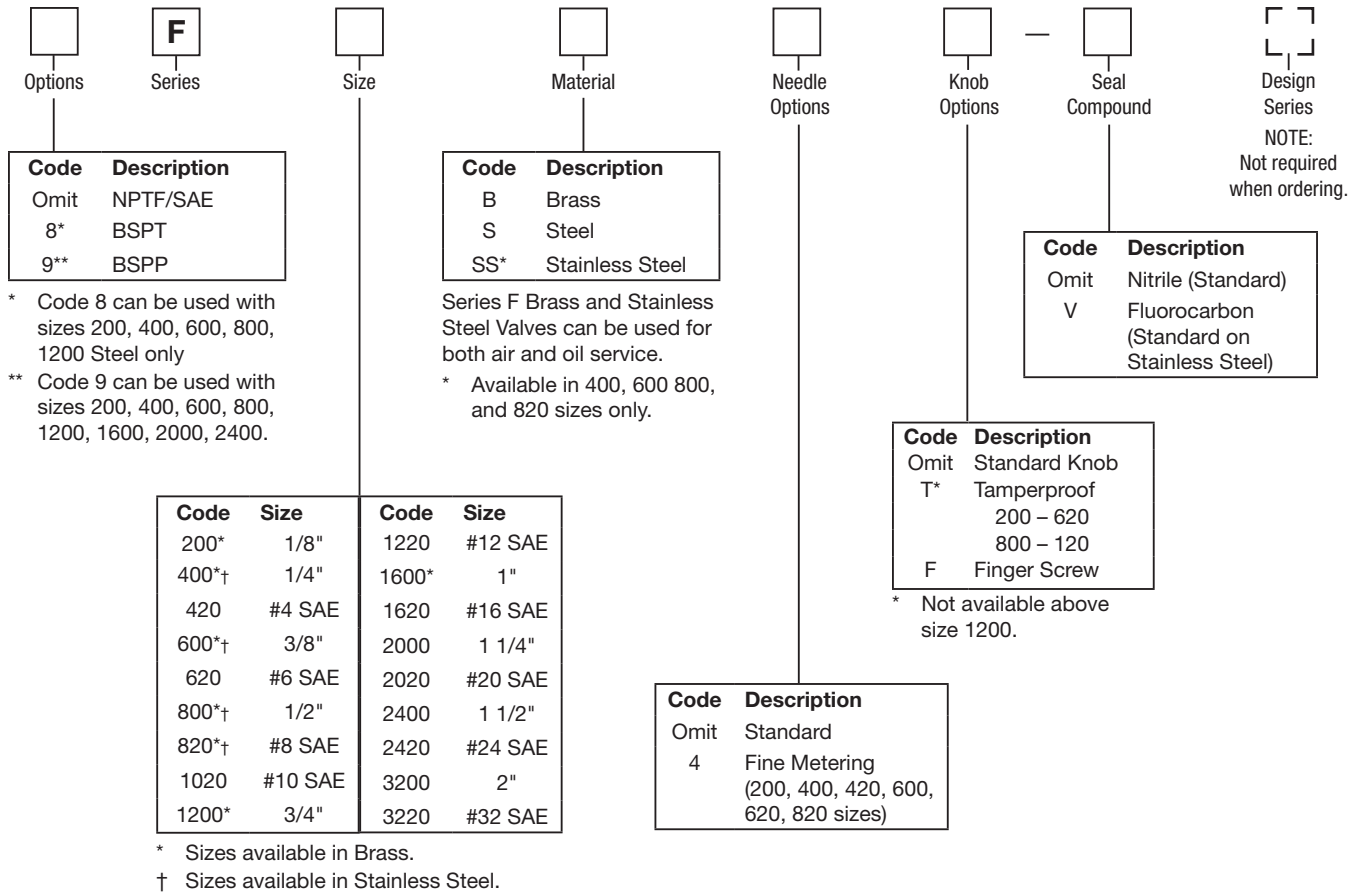 F
—
Options
Series
Size
Material
Needle
Options
Knob
Options
Seal
Compound
Design
Series
NOTE:
Not required
when ordering.
Code Description
Omit NPTF/SAE
8* BSPT
9** BSPP
* Code 8 can be used with
sizes 200, 400, 600, 800,
1200 Steel only
** Code 9 can be used with
sizes 200, 400, 600, 800,
1200, 1600, 2000, 2400.
Code Description
B Brass
S Steel
SS* Stainless Steel
Series F Brass and Stainless
Steel Valves can be used for
both air and oil service.
* Available in 400, 600 800,
and 820 sizes only.
Code Description
Omit Nitrile (Standard)
V Fluorocarbon
(Standard on
Stainless Steel)
Code Description
Omit Standard Knob
T* Tamperproof
200 – 620
800 – 120
F Finger Screw
* Not available above
size 1200.
Code Size Code Size
200* 1/8" 1220 #12 SAE
400*† 1/4" 1600* 1"
420 #4 SAE 1620 #16 SAE
600*† 3/8" 2000 1 1/4"
620 #6 SAE 2020 #20 SAE
800*† 1/2" 2400 1 1/2"
820*† #8 SAE 2420 #24 SAE
1020 #10 SAE 3200 2"
1200* 3/4" 3220 #32 SAE
* Sizes available in Brass.
† Sizes available in Stainless Steel.
Code Description
Omit Standard
4 Fine Metering
(200, 400, 420, 600,
620, 820 sizes)